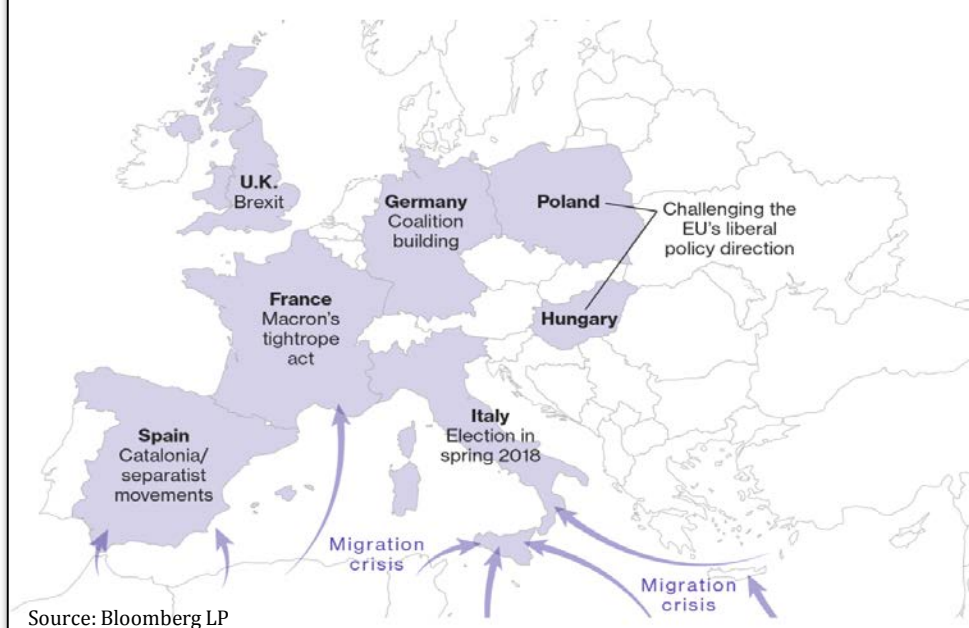 U.K.
Brexit
Germany
Coalition
building
Poland
Challenging the
EU's liberal
policy direction
France
Macron's
tightrope
act
Hungary
Italy
Election in
spring 2018
Spain
Catalonia/
separatist
movements
Migration
crisis
Migration
crisis
Source: Bloomberg LP